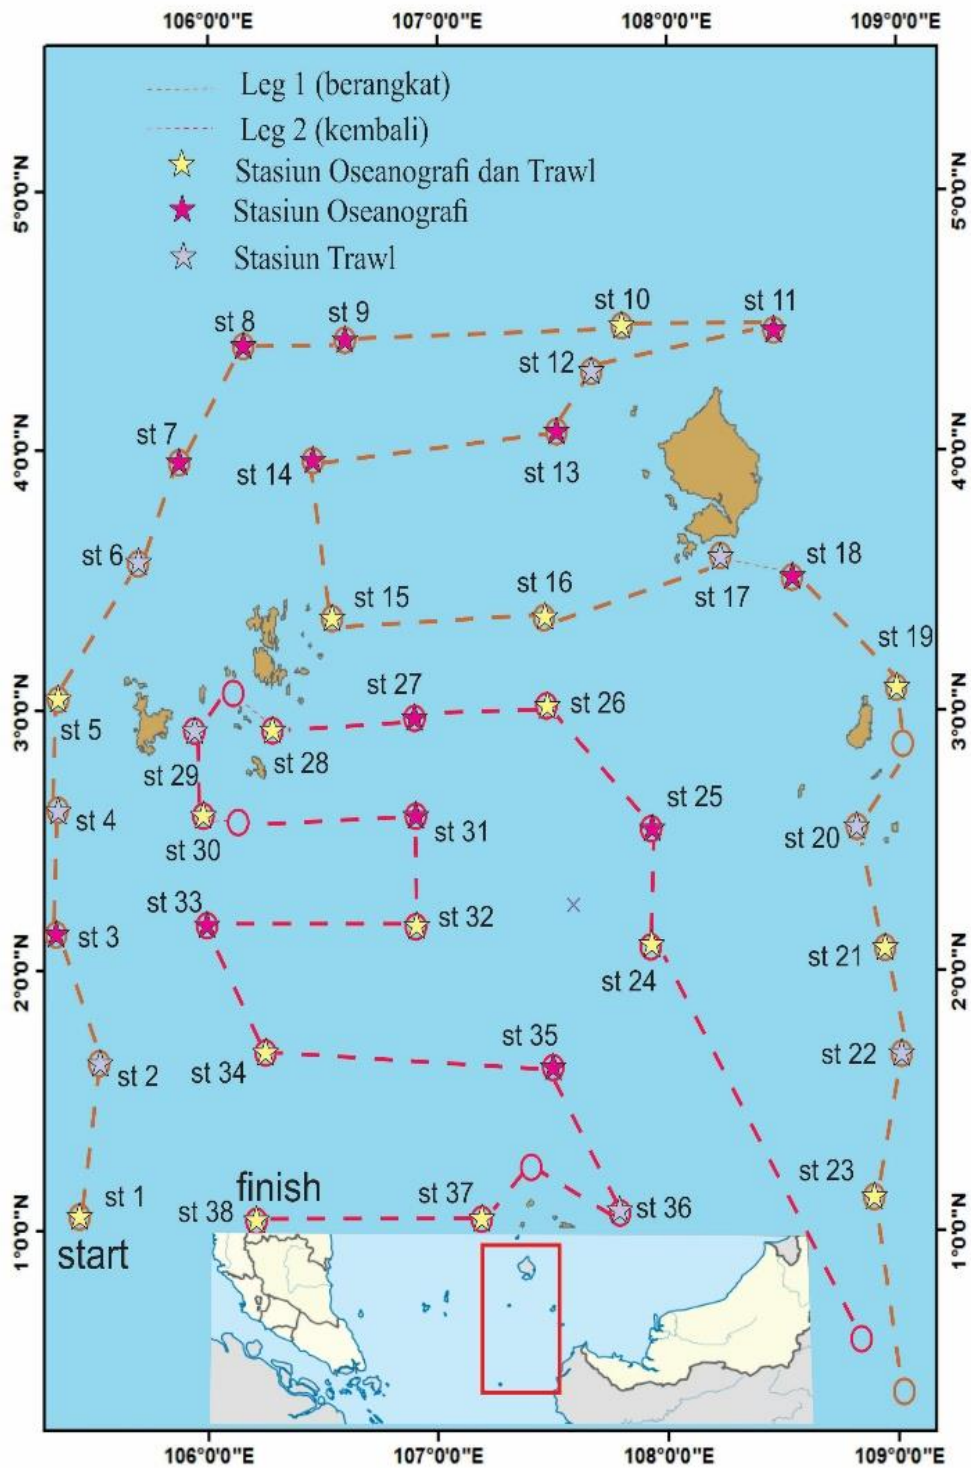 106°0'0"E 107°0'0"E 108°0'0"E 109°0'0"E
Leg 1 (berangkat)
Leg 2 (kembali)
Stasiun Oseanografi dan Trawl
Stasiun Oseanografi
Stasiun Trawl
5°0'0"N 5°0'0"N
st 8 st 9 st 10 st 11
st 12
st 7
4°0'0"N 4°0'0"N
st 14 st 13
st 6
st 18
st 17
st 15 st 16
st 19
3°0'0"N 3°0'0"N
st 5
st 27
st 26
st 29 st 28
st 4
st 30
st 31
st 25
st 20
st 33
st 3
st 32
st 21
2°0'0"N 2°0'0"N
st 24
st 2
st 34
st 35
st 22
st 23
st 1
start
finish
st 38
st 37
st 36
1°0'0"N 1°0'0"N
106°0'0"E 107°0'0"E 108°0'0"E 109°0'0"E